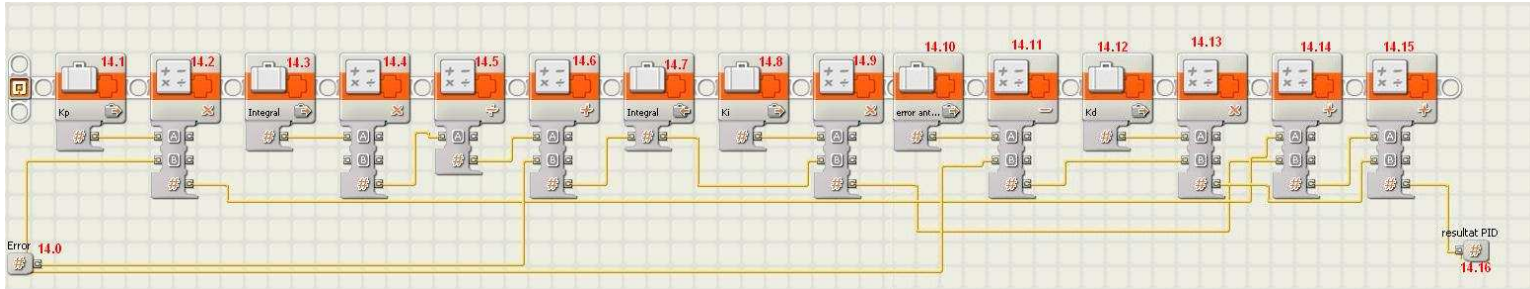 14.1
14.2
14.3
14.4
14.5
14.6
14.7
14.8
14.9
14.10
14.11
14.12
14.13
14.14
14.15
Kp
Integral
Integral
Ki
error ant...
Kd
# A # A A A # # A # A # A A A
B B # B B B B B B
# # # # # # # #
Error 14.0
#
resultat PID
#
14.16